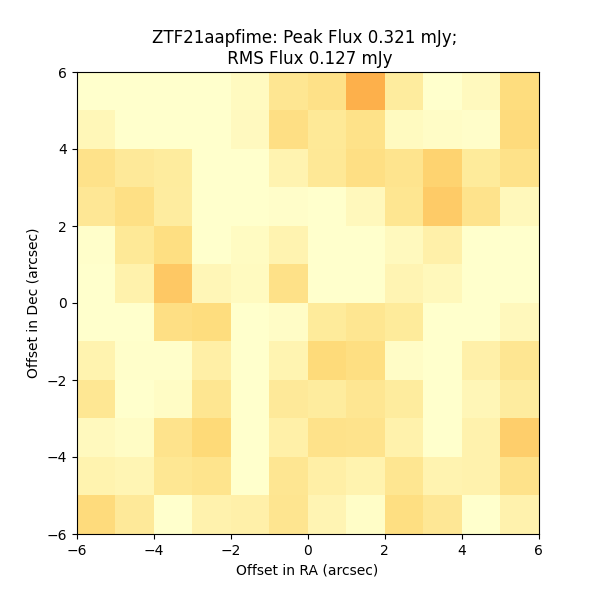 ZTF21aapfime: Peak Flux 0.321 mJy;
RMS Flux 0.127 mJy
6
4
2
0
−2
−4
−6
Offset in Dec (arcsec)
−6 −4 −2 0 2 4 6
Offset in RA (arcsec)